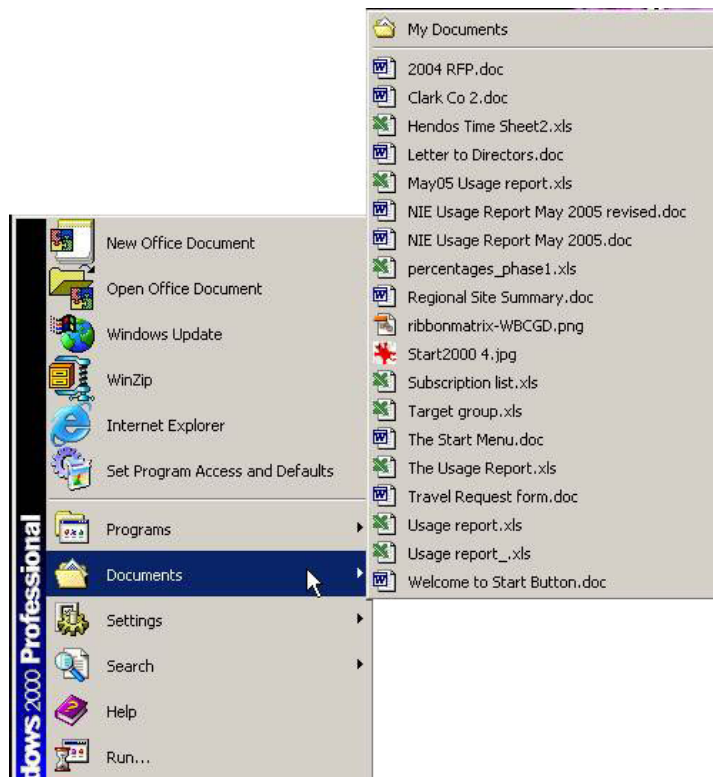 My Documents
2004 RFP.doc
Clark Co 2.doc
Hendos Time Sheet2.xls
Letter to Directors.doc
May05 Usage report.xls
NIE Usage Report May 2005 revised.doc
NIE Usage Report May 2005.doc
percentages_phase1.xls
Regional Site Summary.doc
ribbonmatrix-WBCGD.png
Start2000 4.jpg
Subscription list.xls
Target group.xls
The Start Menu.doc
The Usage Report.xls
Travel Request form.doc
Usage report.xls
Usage report_.xls
Welcome to Start Button.doc
New Office Document
Open Office Document
Windows Update
WinZip
Internet Explorer
Set Program Access and Defaults
Programs
Documents
Settings
Search
Help
Run...
dows 2000 Professional